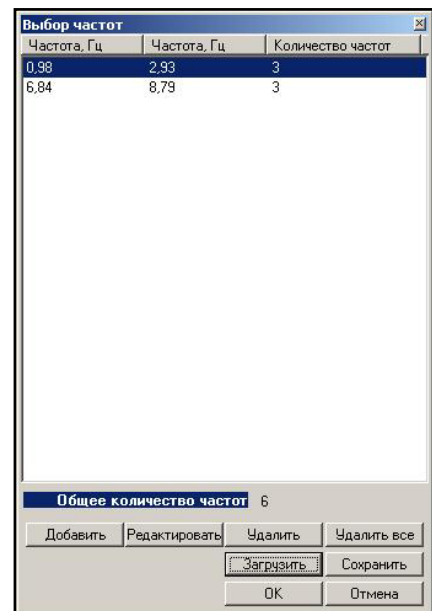 Выбор частот
Частота, Гц Частота, Гц Количество частот
0,98 2,93 3
6,84 8,79 3
Общее количество частот 6
Добавить Редактировать Удалить Удалить все
Загрузить Сохранить
OK Отмена